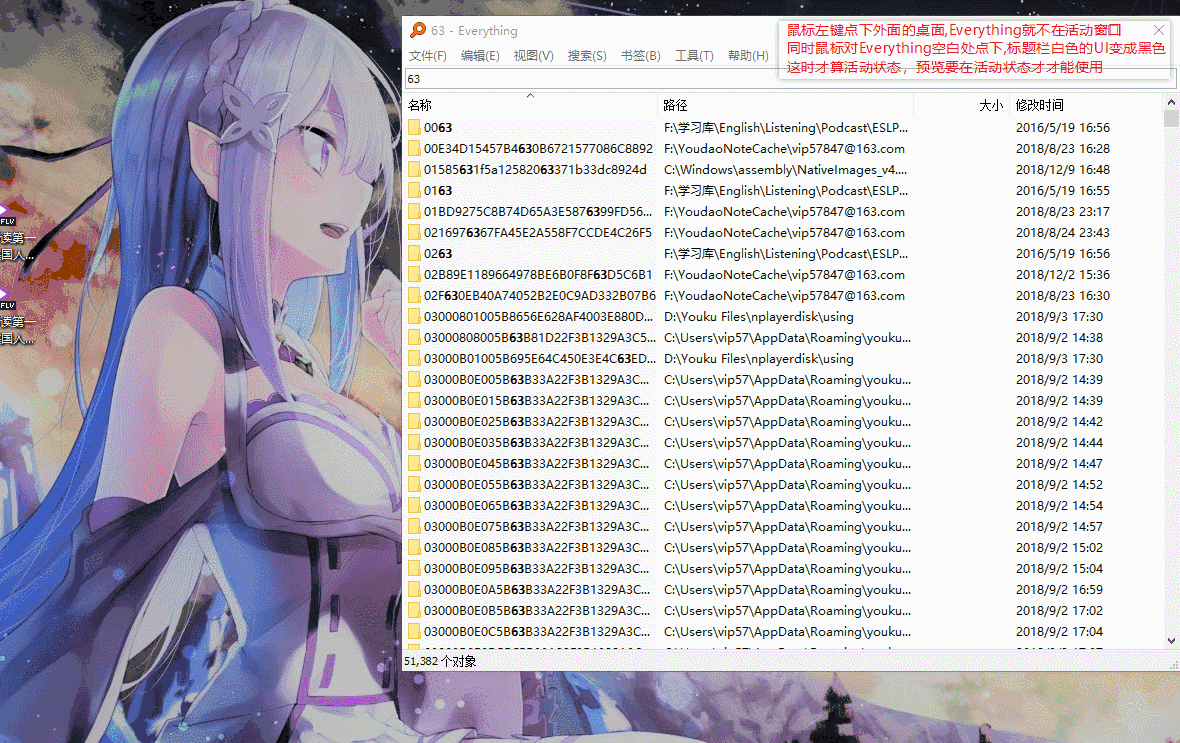 63 - Everything
鼠标左键点下外面的桌面,Everything就不在活动窗口
同时鼠标对Everything空白处点下,标题栏白色的UI变成黑色
这时才算活动状态，预览要在活动状态才才能使用
文件(F) 编辑(E) 视图(V) 搜索(S) 书签(B) 工具(T) 帮助(H)
63
名称 路径 大小 修改时间
0063 F:\学习库\English\Listening\Podcast\ESLP... 2016/5/19 16:56
00E34D15457B4630B6721577086C8892 F:\YoudaoNoteCache\vip57847@163.com 2018/8/23 16:28
01585631f5a12582063371b33dc8924d C:\Windows\assembly\NativeImages_v4.... 2018/12/9 16:48
0163 F:\学习库\English\Listening\Podcast\ESLP... 2016/5/19 16:55
01BD9275C8B74D65A3E5876399FD56... F:\YoudaoNoteCache\vip57847@163.com 2018/8/23 23:17
0216976367FA45E2A558F7CCDE4C26F5 F:\YoudaoNoteCache\vip57847@163.com 2018/8/24 23:43
0263 F:\学习库\English\Listening\Podcast\ESLP... 2016/5/19 16:56
02B89E1189664978BE6B0F8F63D5C6B1 F:\YoudaoNoteCache\vip57847@163.com 2018/12/2 15:36
02F630EB40A74052B2E0C9AD332B07B6 F:\YoudaoNoteCache\vip57847@163.com 2018/8/23 16:30
03000801005B8656E628AF4003E880D... D:\Youku Files\nplayerdisk\using 2018/9/3 17:30
03000808005B63B81D22F3B1329A3C5... C:\Users\vip57\AppData\Roaming\youku... 2018/9/2 14:38
03000B01005B695E64C450E3E4C63ED... D:\Youku Files\nplayerdisk\using 2018/9/3 17:30
03000B0E005B63B33A22F3B1329A3C... C:\Users\vip57\AppData\Roaming\youku... 2018/9/2 14:39
03000B0E015B63B33A22F3B1329A3C... C:\Users\vip57\AppData\Roaming\youku... 2018/9/2 14:39
03000B0E025B63B33A22F3B1329A3C... C:\Users\vip57\AppData\Roaming\youku... 2018/9/2 14:42
03000B0E035B63B33A22F3B1329A3C... C:\Users\vip57\AppData\Roaming\youku... 2018/9/2 14:44
03000B0E045B63B33A22F3B1329A3C... C:\Users\vip57\AppData\Roaming\youku... 2018/9/2 14:47
03000B0E055B63B33A22F3B1329A3C... C:\Users\vip57\AppData\Roaming\youku... 2018/9/2 14:52
03000B0E065B63B33A22F3B1329A3C... C:\Users\vip57\AppData\Roaming\youku... 2018/9/2 14:54
03000B0E075B63B33A22F3B1329A3C... C:\Users\vip57\AppData\Roaming\youku... 2018/9/2 14:57
03000B0E085B63B33A22F3B1329A3C... C:\Users\vip57\AppData\Roaming\youku... 2018/9/2 15:02
03000B0E095B63B33A22F3B1329A3C... C:\Users\vip57\AppData\Roaming\youku... 2018/9/2 15:04
03000B0E0A5B63B33A22F3B1329A3C... C:\Users\vip57\AppData\Roaming\youku... 2018/9/2 16:59
03000B0E0B5B63B33A22F3B1329A3C... C:\Users\vip57\AppData\Roaming\youku... 2018/9/2 17:02
03000B0E0C5B63B33A22F3B1329A3C... C:\Users\vip57\AppData\Roaming\youku... 2018/9/2 17:04
51,382 个对象
FLV
读第一
国人...
FLV
读第一
国人...